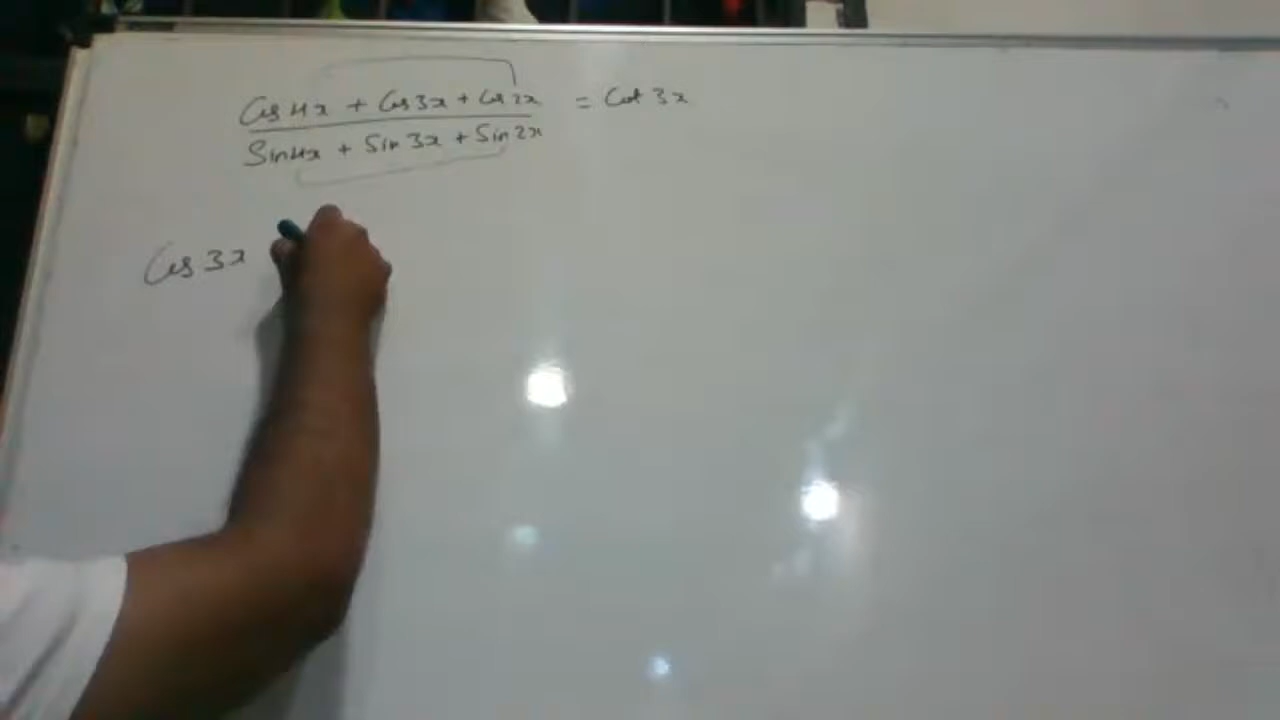 Cos 4x + Cos 3x + Cos 2x = Cot 3x
Sin 4x + Sin 3x + Sin 2x
Cos 3x